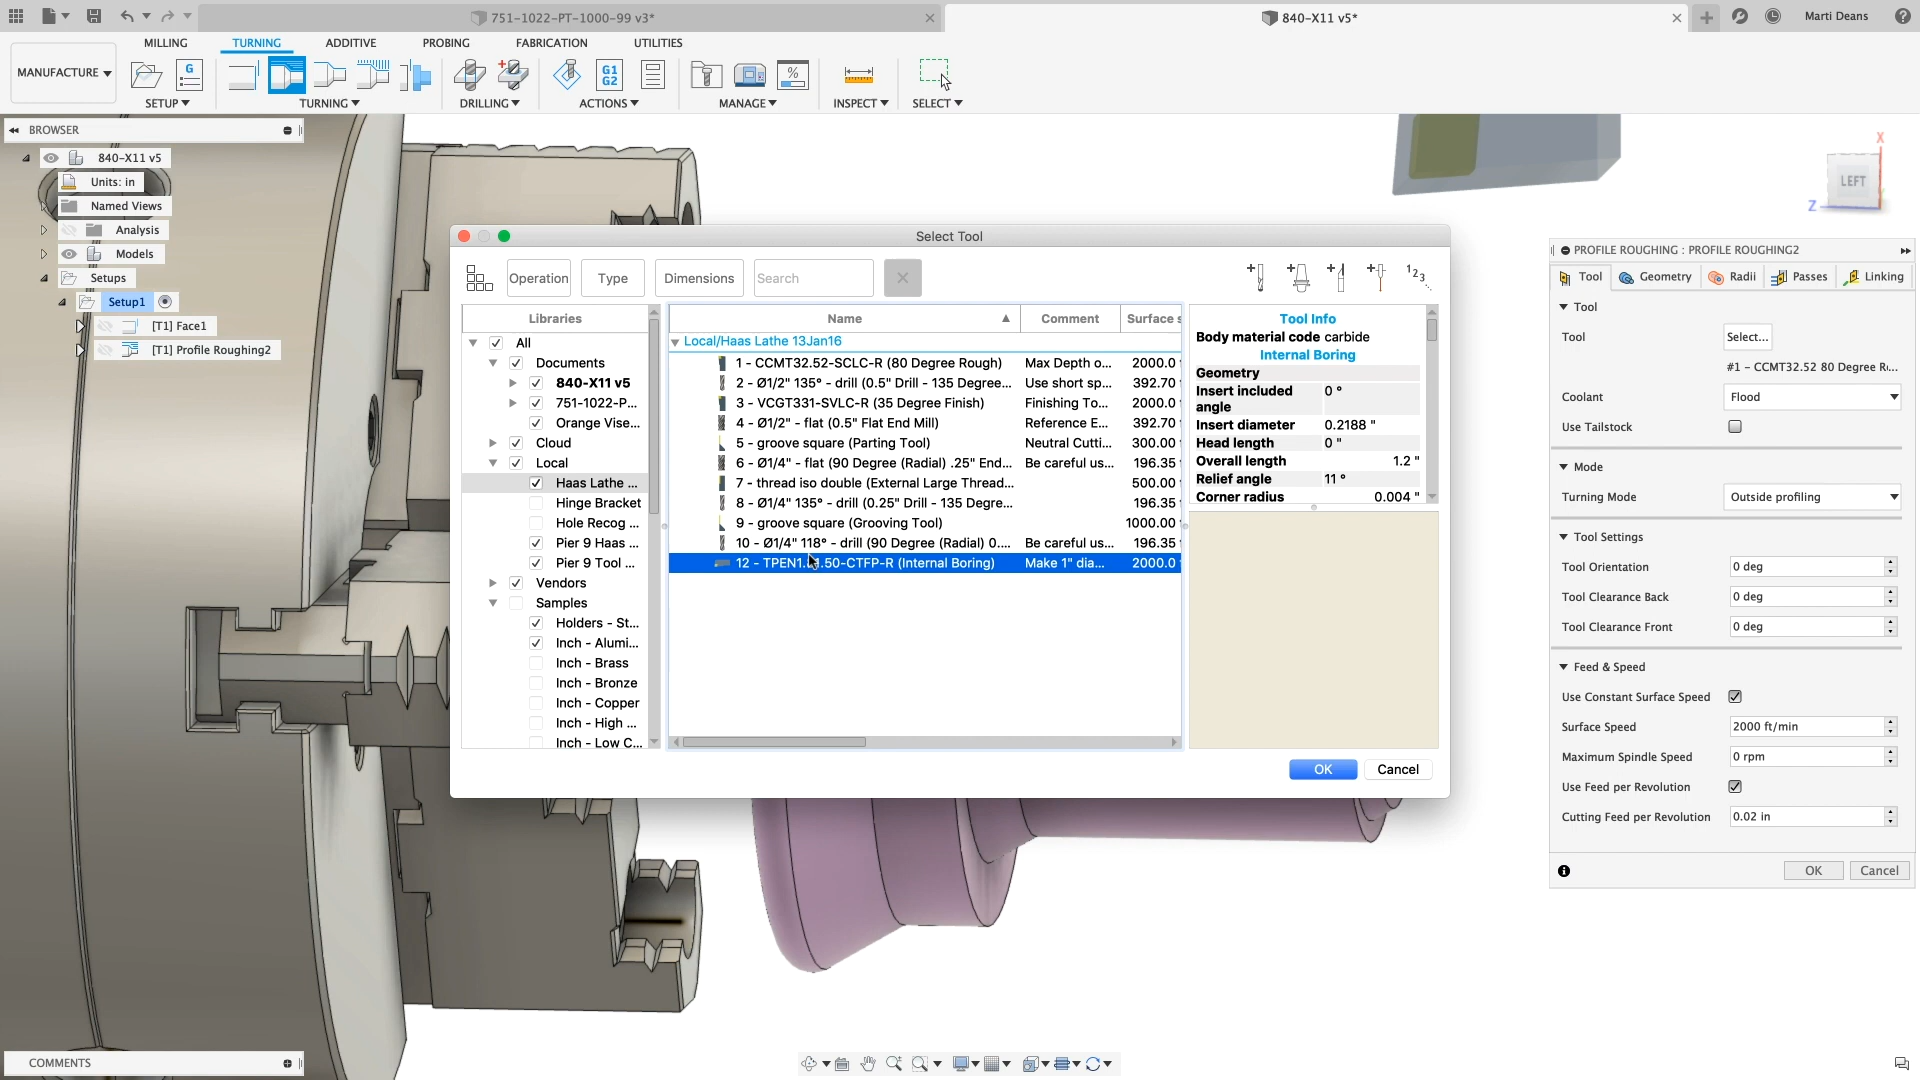 751-1022-PT-1000-99 v3*
840-X11 v5*
Marti Deans
MILLING
TURNING
ADDITIVE
PROBING
FABRICATION
UTILITIES
MANUFACTURE
SETUP
TURNING
DRILLING
ACTIONS
MANAGE
INSPECT
SELECT
G
G1
G2
%
BROWSER
840-X11 v5
Units: in
Named Views
Analysis
Models
Setups
Setup1
[T1] Face1
[T1] Profile Roughing2
X
LEFT
Z
Select Tool
Operation
Type
Dimensions
Search
123...
Libraries
All
Documents
840-X11 v5
751-1022-P...
Orange Vise...
Cloud
Local
Haas Lathe ...
Hinge Bracket
Hole Recog ...
Pier 9 Haas ...
Pier 9 Tool ...
Vendors
Samples
Holders - St...
Inch - Alumi...
Inch - Brass
Inch - Bronze
Inch - Copper
Inch - High ...
Inch - Low C...
Name Comment Surface s
Local/Haas Lathe 13Jan16
1 - CCMT32.52-SCLC-R (80 Degree Rough) Max Depth o... 2000.0
2 - Ø1/2" 135° - drill (0.5" Drill - 135 Degree... Use short sp... 392.70
3 - VCGT331-SVLC-R (35 Degree Finish) Finishing To... 2000.0
4 - Ø1/2" - flat (0.5" Flat End Mill) Reference E... 392.70
5 - groove square (Parting Tool) Neutral Cutti... 300.00
6 - Ø1/4" - flat (90 Degree (Radial) .25" End... Be careful us... 196.35
7 - thread iso double (External Large Thread... 500.00
8 - Ø1/4" 135° - drill (0.25" Drill - 135 Degre... 196.35
9 - groove square (Grooving Tool) 1000.00
10 - Ø1/4" 118° - drill (90 Degree (Radial) 0.... Be careful us... 196.35
12 - .50-CTFP-R (Internal Boring) Make 1" dia... 2000.0
Tool Info
Body material code carbide
Internal Boring
Geometry
Insert included angle 0 °
Insert diameter 0.2188 "
Head length 0 "
Overall length 1.2 "
Relief angle 11 °
Corner radius 0.004 "
OK
Cancel
PROFILE ROUGHING : PROFILE ROUGHING2
Tool
Geometry
Radii
Passes
Linking
Tool
Tool Select...
#1 - CCMT32.52 80 Degree R...
Coolant Flood
Use Tailstock
Mode
Turning Mode Outside profiling
Tool Settings
Tool Orientation 0 deg
Tool Clearance Back 0 deg
Tool Clearance Front 0 deg
Feed & Speed
Use Constant Surface Speed
Surface Speed 2000 ft/min
Maximum Spindle Speed 0 rpm
Use Feed per Revolution
Cutting Feed per Revolution 0.02 in
OK
Cancel
COMMENTS